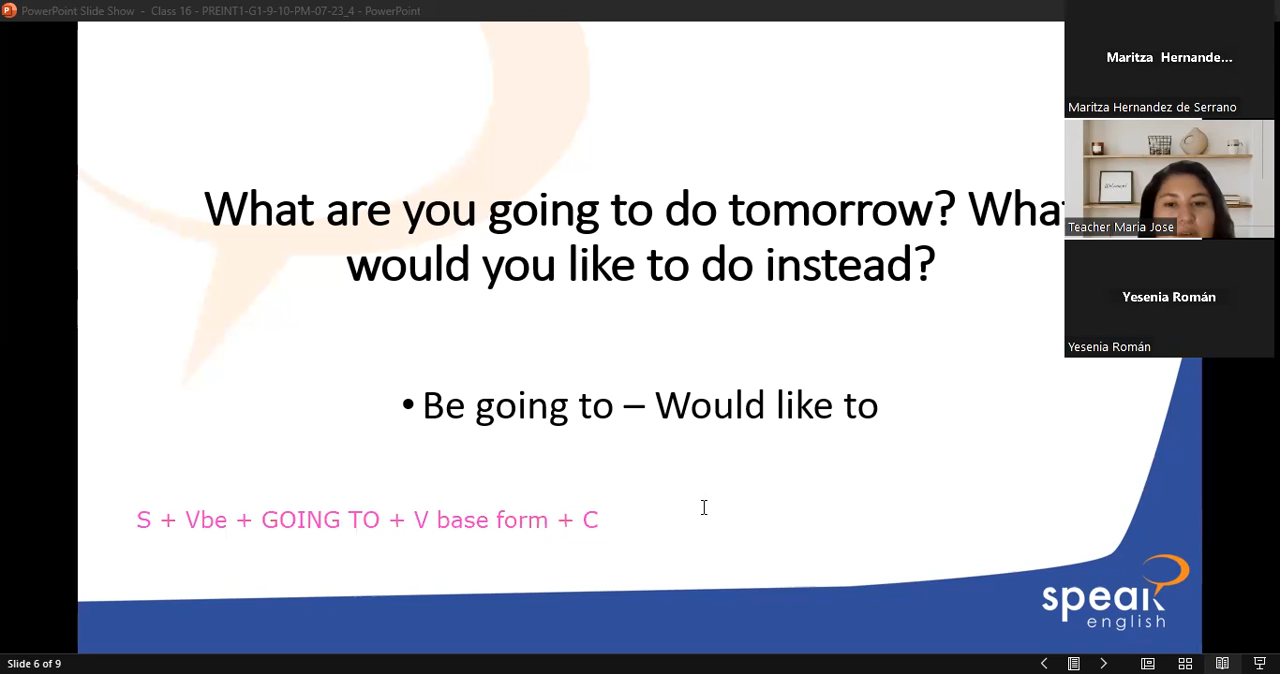 PowerPoint Slide Show - Class 16 - PREINT1-G1-9-10-PM-07-23_4 - PowerPoint
Maritza Hernande...
Maritza Hernandez de Serrano
Teacher Maria Jose
Yesenia Román
Yesenia Román
What are you going to do tomorrow? What
would you like to do instead?
• Be going to – Would like to
S + Vbe + GOING TO + V base form + C
speak
english
Slide 6 of 9